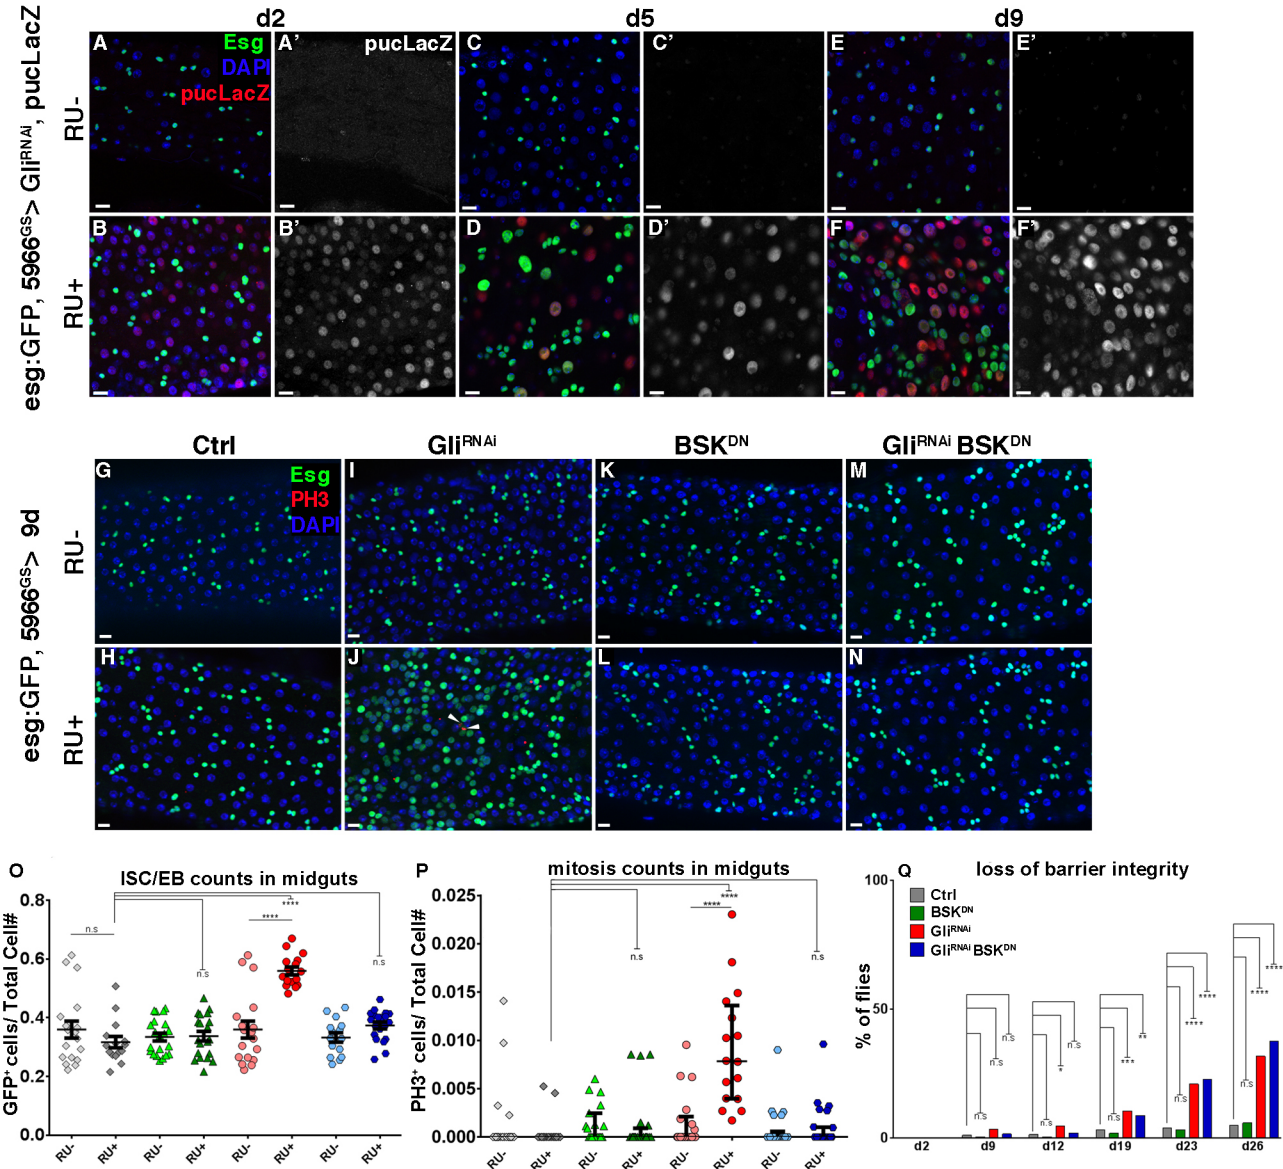 d2 d5 d9
esg:GFP, 5966GS> GliRNAi, pucLacZ
RU-
A Esg A' pucLacZ C C' E E'
DAPI
pucLacZ
RU+
B B' D D' F F'
Ctrl GliRNAi BSKDN GliRNAi BSKDN
esg:GFP, 5966GS> 9d
RU-
G Esg I K M
PH3
DAPI
RU+
H J L N
O ISC/EB counts in midguts
GFP+ cells/ Total Cell#
0.8
0.6
0.4
0.2
0.0
n.s
n.s
****
****
n.s
RU- RU+ RU- RU+ RU- RU+ RU- RU+
P mitosis counts in midguts
PH3+ cells/ Total Cell#
0.025
0.020
0.015
0.010
0.005
0.000
n.s
****
****
n.s
RU- RU+ RU- RU+ RU- RU+ RU- RU+
Q loss of barrier integrity
% of flies
100
50
0
Ctrl
BSKDN
GliRNAi
GliRNAi BSKDN
n.s n.s n.s
n.s * n.s
n.s *** **
n.s **** ****
n.s **** ****
d2 d9 d12 d19 d23 d26